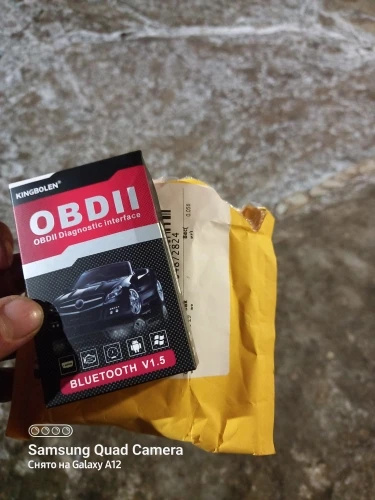 KINGBOLEN®
OBDII
OBDII Diagnostic Interface
BLUETOOTH V1.5
Samsung Quad Camera
Снято на Galaxy A12